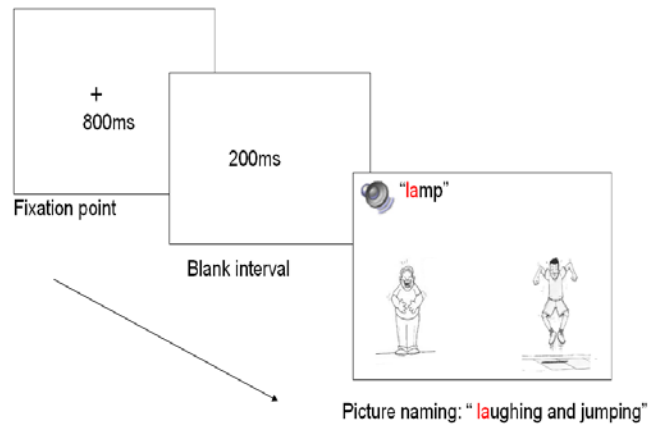 +
800ms
Fixation point
200ms
Blank interval
“lamp”
Picture naming: “ laughing and jumping”